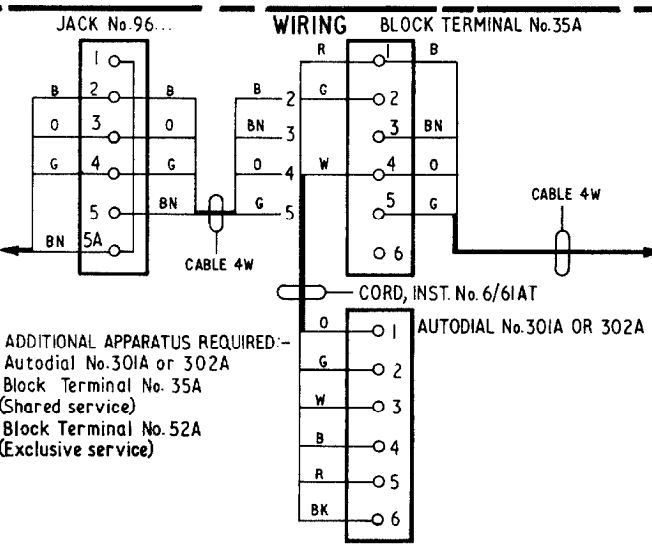 JACK No.96...
WIRING
BLOCK TERMINAL No.35A
1
B 2 B
O 3 O
G 4 G
5 BN
BN 5A
CABLE 4W
B 2
BN 3
O 4
G 5
R 1 B
G 2
3 BN
W 4 O
5 G
6
CABLE 4W
CORD, INST. No.6/61AT
AUTODIAL No.301A OR 302A
O 1
G 2
W 3
B 4
R 5
BK 6
ADDITIONAL APPARATUS REQUIRED:-
Autodial No.301A or 302A
Block Terminal No. 35A
(Shared service)
Block Terminal No. 52A
(Exclusive service)